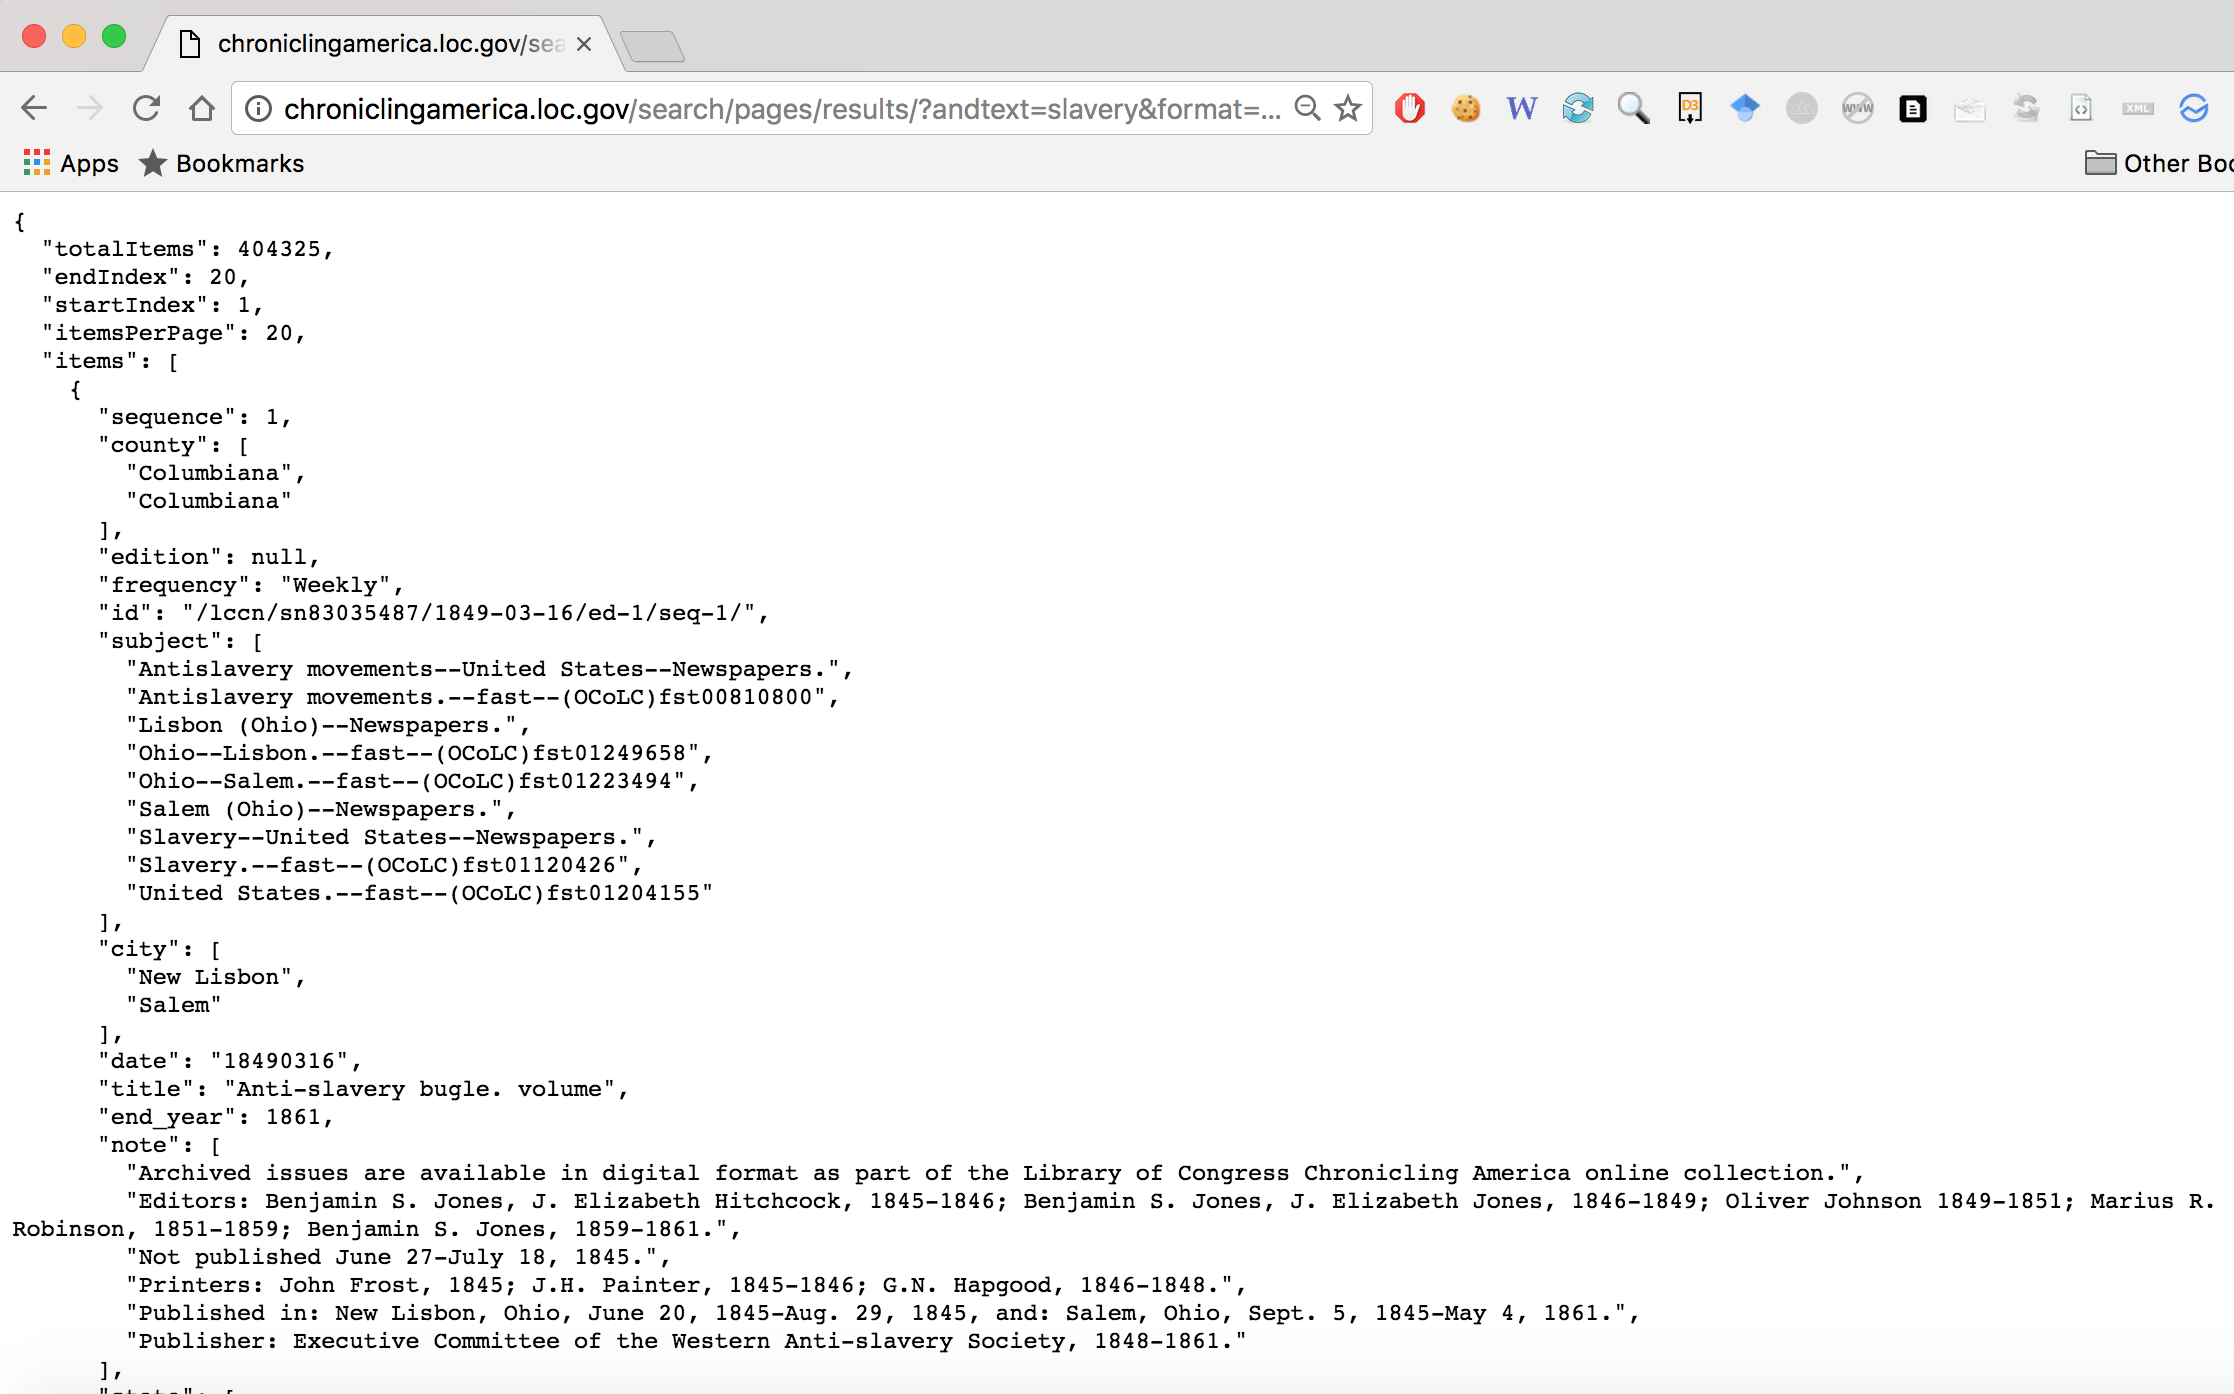 chroniclingamerica.loc.gov/sea
chroniclingamerica.loc.gov/search/pages/results/?andtext=slavery&format=... W D3 www XML
Apps Bookmarks Other Boo
{
"totalItems": 404325,
"endIndex": 20,
"startIndex": 1,
"itemsPerPage": 20,
"items": [
{
"sequence": 1,
"county": [
"Columbiana",
"Columbiana"
],
"edition": null,
"frequency": "Weekly",
"id": "/lccn/sn83035487/1849-03-16/ed-1/seq-1/",
"subject": [
"Antislavery movements--United States--Newspapers.",
"Antislavery movements.--fast--(OCoLC)fst00810800",
"Lisbon (Ohio)--Newspapers.",
"Ohio--Lisbon.--fast--(OCoLC)fst01249658",
"Ohio--Salem.--fast--(OCoLC)fst01223494",
"Salem (Ohio)--Newspapers.",
"Slavery--United States--Newspapers.",
"Slavery.--fast--(OCoLC)fst01120426",
"United States.--fast--(OCoLC)fst01204155"
],
"city": [
"New Lisbon",
"Salem"
],
"date": "18490316",
"title": "Anti-slavery bugle. volume",
"end_year": 1861,
"note": [
"Archived issues are available in digital format as part of the Library of Congress Chronicling America online collection.",
"Editors: Benjamin S. Jones, J. Elizabeth Hitchcock, 1845-1846; Benjamin S. Jones, J. Elizabeth Jones, 1846-1849; Oliver Johnson 1849-1851; Marius R.
Robinson, 1851-1859; Benjamin S. Jones, 1859-1861.",
"Not published June 27-July 18, 1845.",
"Printers: John Frost, 1845; J.H. Painter, 1845-1846; G.N. Hapgood, 1846-1848.",
"Published in: New Lisbon, Ohio, June 20, 1845-Aug. 29, 1845, and: Salem, Ohio, Sept. 5, 1845-May 4, 1861.",
"Publisher: Executive Committee of the Western Anti-slavery Society, 1848-1861."
],